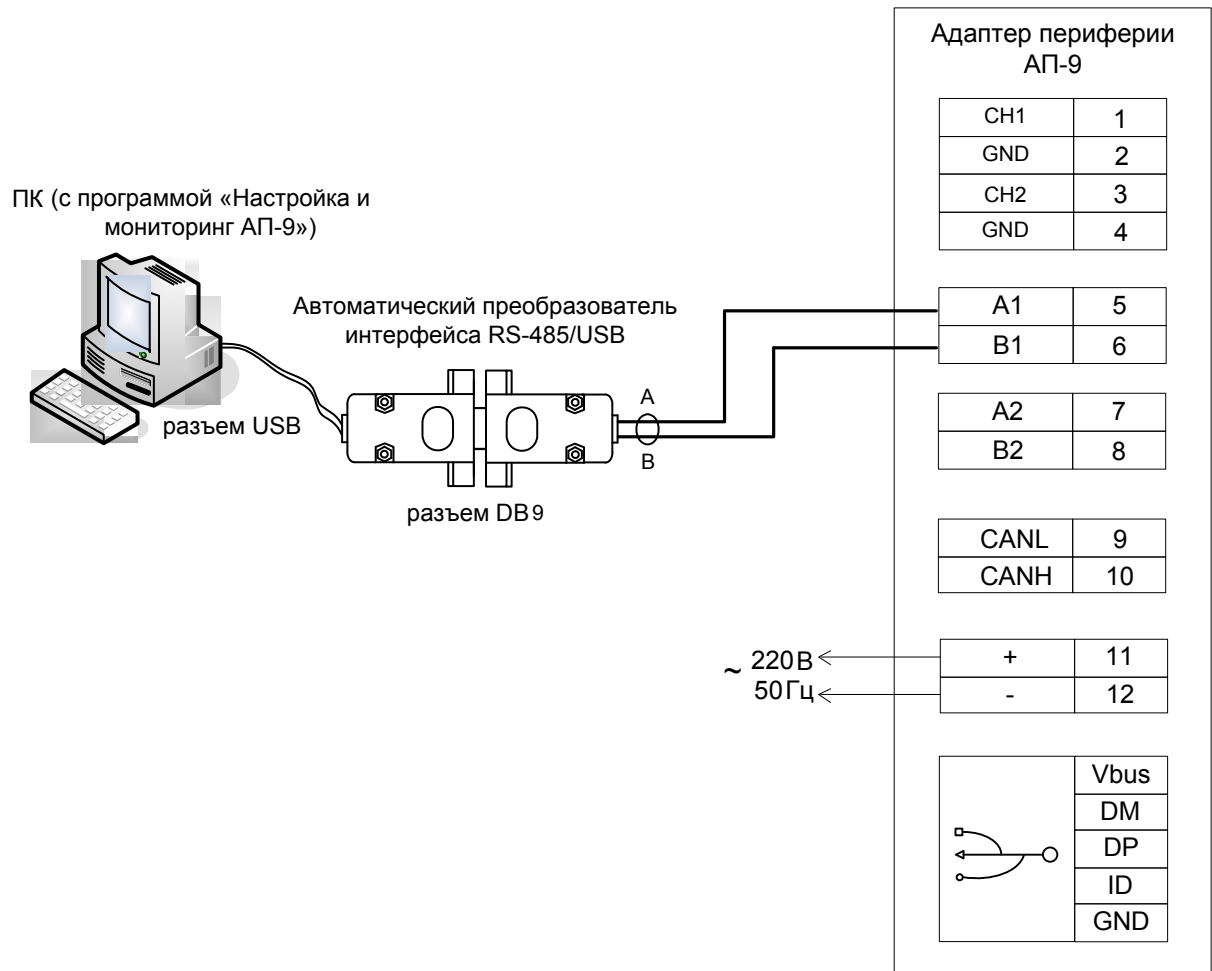 Адаптер периферии
АП-9
CH1 1
GND 2
CH2 3
GND 4
ПК (с программой «Настройка и
мониторинг АП-9»)
Автоматический преобразователь
интерфейса RS-485/USB
A1 5
B1 6
A
B
разъем USB
разъем DB9
A2 7
B2 8
CANL 9
CANH 10
~ 220В
50Гц
+ 11
- 12
Vbus
DM
DP
ID
GND